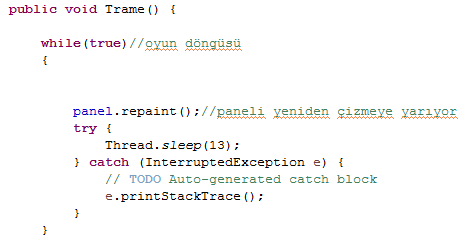 public void Trame() {
while(true)//oyun döngüsü
{
panel.repaint();//paneli yeniden çizmeye yarıyor
try {
Thread.sleep(13);
} catch (InterruptedException e) {
// TODO Auto-generated catch block
e.printStackTrace();
}
}